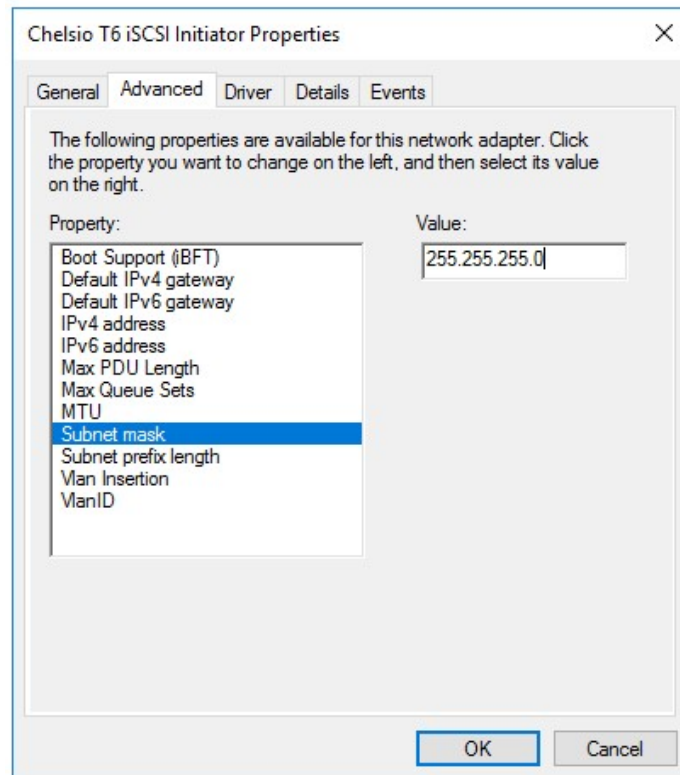 Chelsio T6 iSCSI Initiator Properties
General Advanced Driver Details Events
The following properties are available for this network adapter. Click
the property you want to change on the left, and then select its value
on the right.
Property:
Value:
Boot Support (iBFT)
Default IPv4 gateway
Default IPv6 gateway
IPv4 address
IPv6 address
Max PDU Length
Max Queue Sets
MTU
Subnet mask
Subnet prefix length
Vlan Insertion
VlanID
255.255.255.0
OK
Cancel